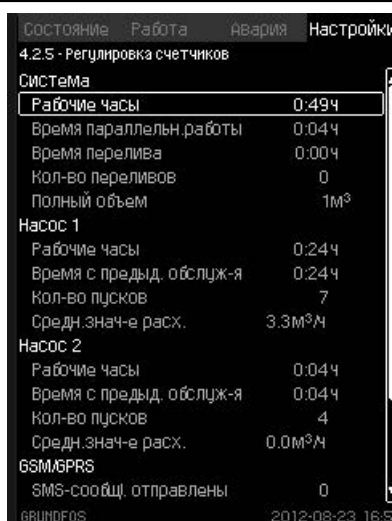 Состояние Работа Авария Настройки
4.2.5 - Регулировка счетчиков
Система
Рабочие часы 0:49ч
Время параллельн.работы 0:04ч
Время перелива 0:00ч
Кол-во переливов 0
Полный объем 1м³
Насос 1
Рабочие часы 0:24ч
Время с предыд. обслуж-я 0:24ч
Кол-во пусков 7
Средн.знач-е расх. 3.3м³/ч
Насос 2
Рабочие часы 0:04ч
Время с предыд. обслуж-я 0:04ч
Кол-во пусков 4
Средн.знач-е расх. 0.0м³/ч
GSM/GPRS
SMS-сообщ. отправлены 0
GRUNDFOS 2012-08-23 16:5